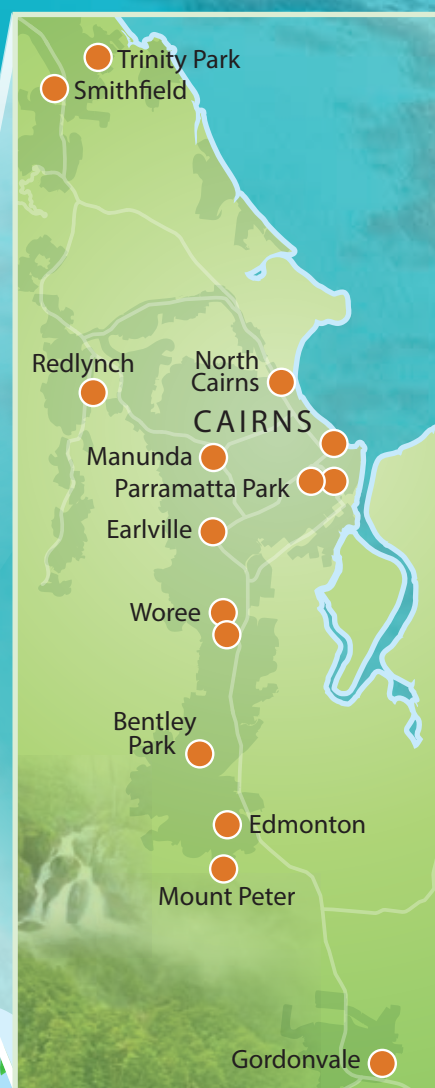 Trinity Park
Smithfield
Redlynch
North
Cairns
CAIRNS
Manunda
Parramatta Park
Earlville
Woree
Bentley
Park
Edmonton
Mount Peter
Gordonvale